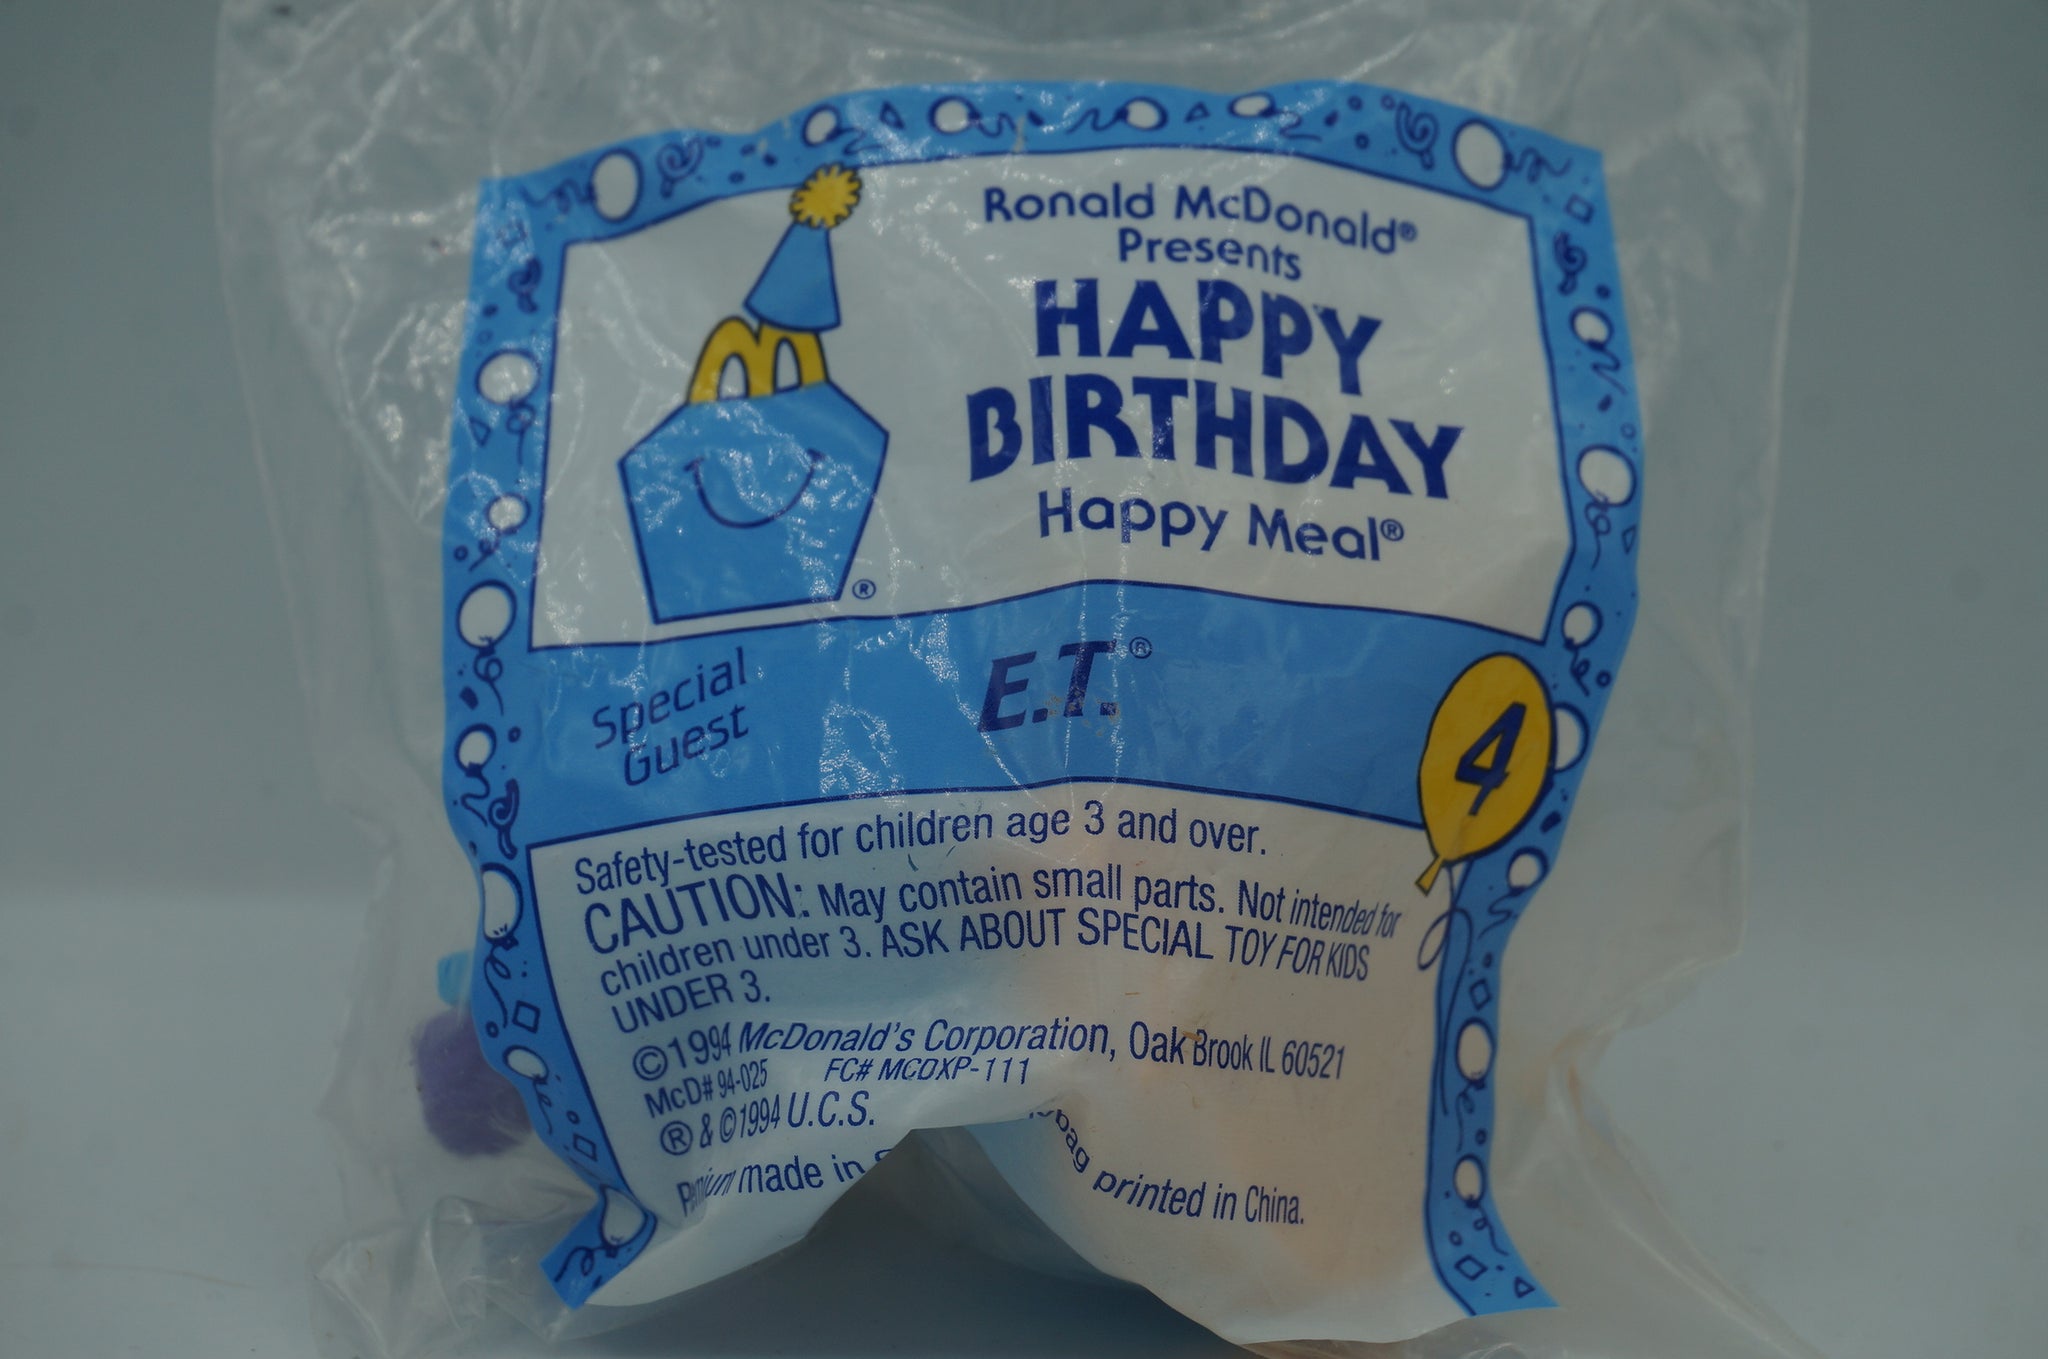 Ronald McDonald®
Presents
HAPPY
BIRTHDAY
Happy Meal®
®
Special
Guest
E.T.®
4
Safety-tested for children age 3 and over.
CAUTION: May contain small parts. Not intended for
children under 3. ASK ABOUT SPECIAL TOY FOR KIDS
UNDER 3.
©1994 McDonald's Corporation, Oak Brook IL 60521
McD# 94-025 FC# MCDXP-111
® & ©1994 U.C.S.
Premium made in printed in China.